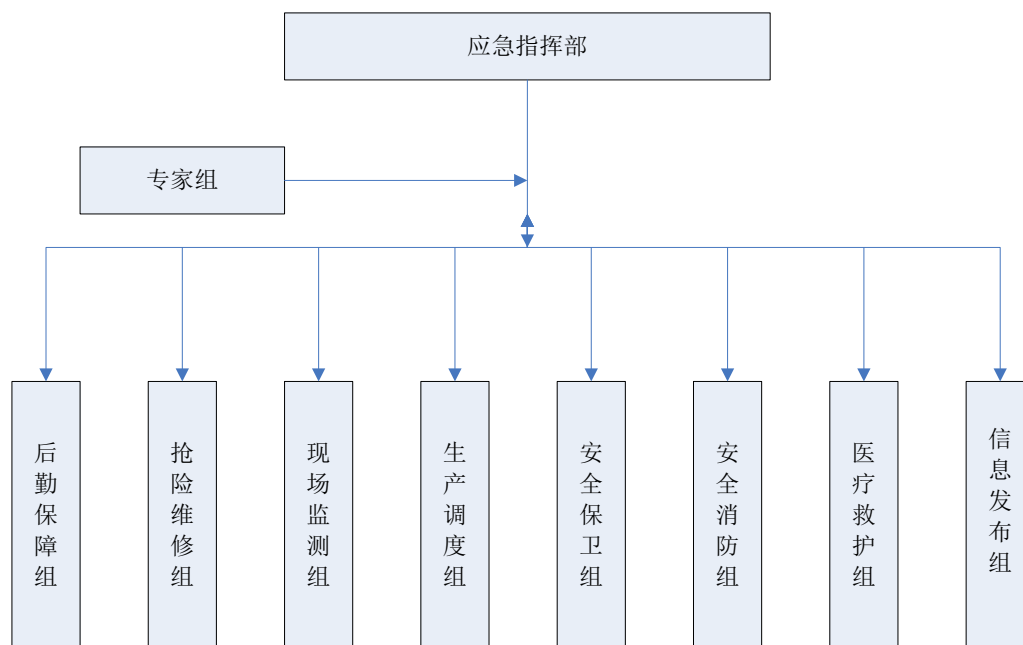 应急指挥部
专家组
后勤保障组
抢险维修组
现场监测组
生产调度组
安全保卫组
安全消防组
医疗救护组
信息发布组